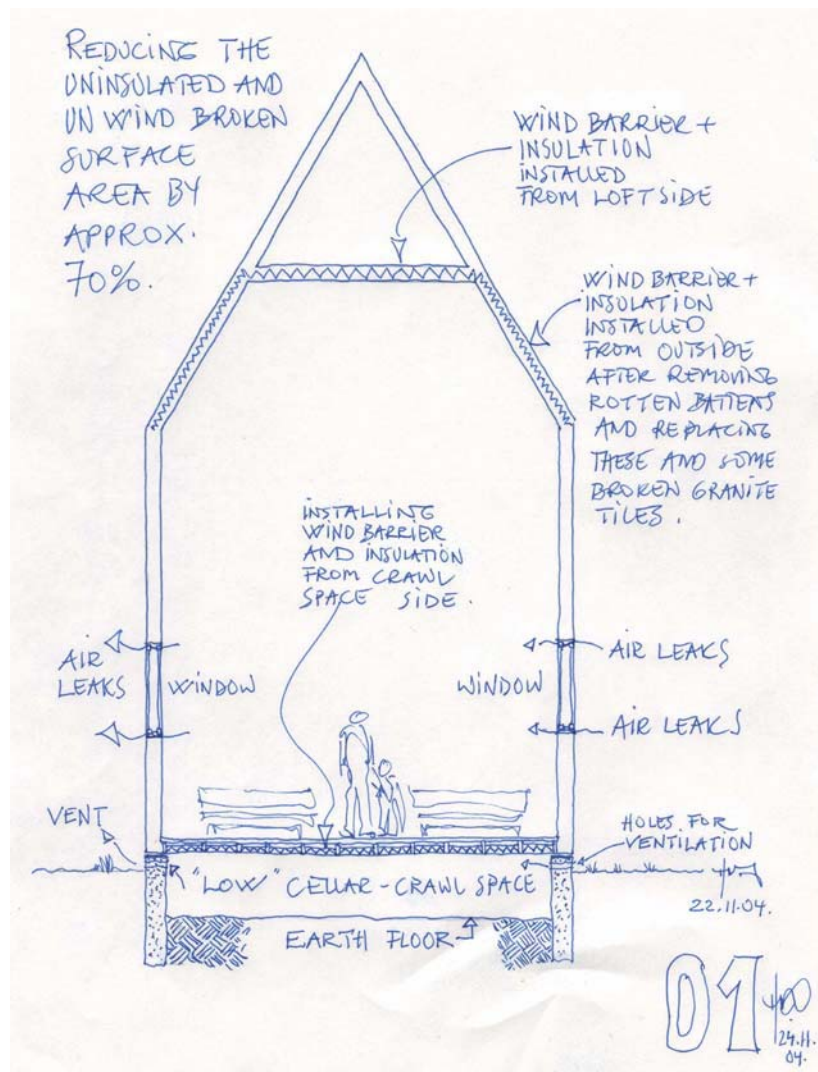 REDUCING THE
UNINSULATED AND
UN WIND BROKEN
SURFACE
AREA BY
APPROX.
70%.
WIND BARRIER +
INSULATION
INSTALLED
FROM LOFTSIDE
WIND BARRIER +
INSULATION
INSTALLED
FROM OUTSIDE
AFTER REMOVING
ROTTEN BATTENS
AND REPLACING
THESE AND SOME
BROKEN GRANITE
TILES.
INSTALLING
WIND BARRIER
AND INSULATION
FROM CRAWL
SPACE SIDE.
AIR
LEAKS
WINDOW
WINDOW
AIR LEAKS
AIR LEAKS
VENT
HOLES FOR
VENTILATION
"LOW" CELLAR-CRAWL SPACE
22.11.04.
EARTH FLOOR
01
24.11.
04.